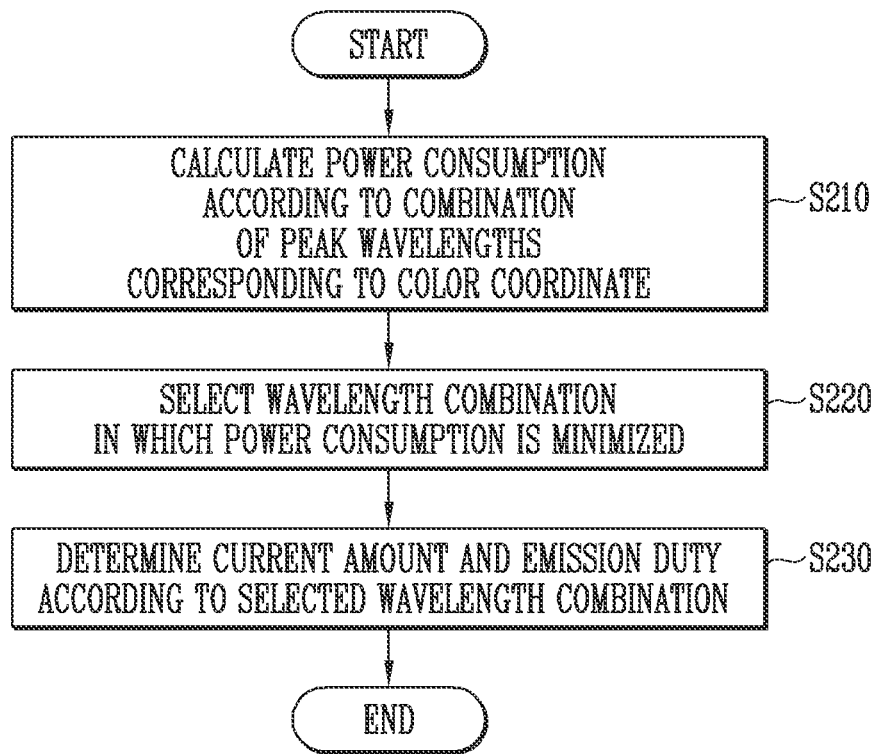 START
CALCULATE POWER CONSUMPTION
ACCORDING TO COMBINATION
OF PEAK WAVELENGTHS
CORRESPONDING TO COLOR COORDINATE
S210
SELECT WAVELENGTH COMBINATION
IN WHICH POWER CONSUMPTION IS MINIMIZED
S220
DETERMINE CURRENT AMOUNT AND EMISSION DUTY
ACCORDING TO SELECTED WAVELENGTH COMBINATION
S230
END